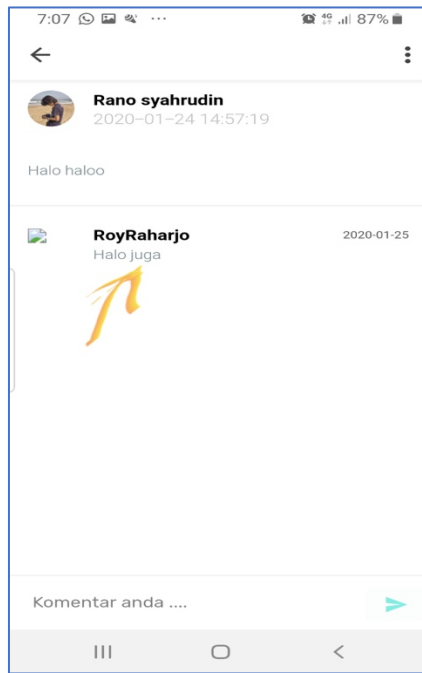 7:07 ... 4G 87%
Rano syahrudin
2020-01-24 14:57:19
Halo haloo
RoyRaharjo 2020-01-25
Halo juga
Komentar anda ....